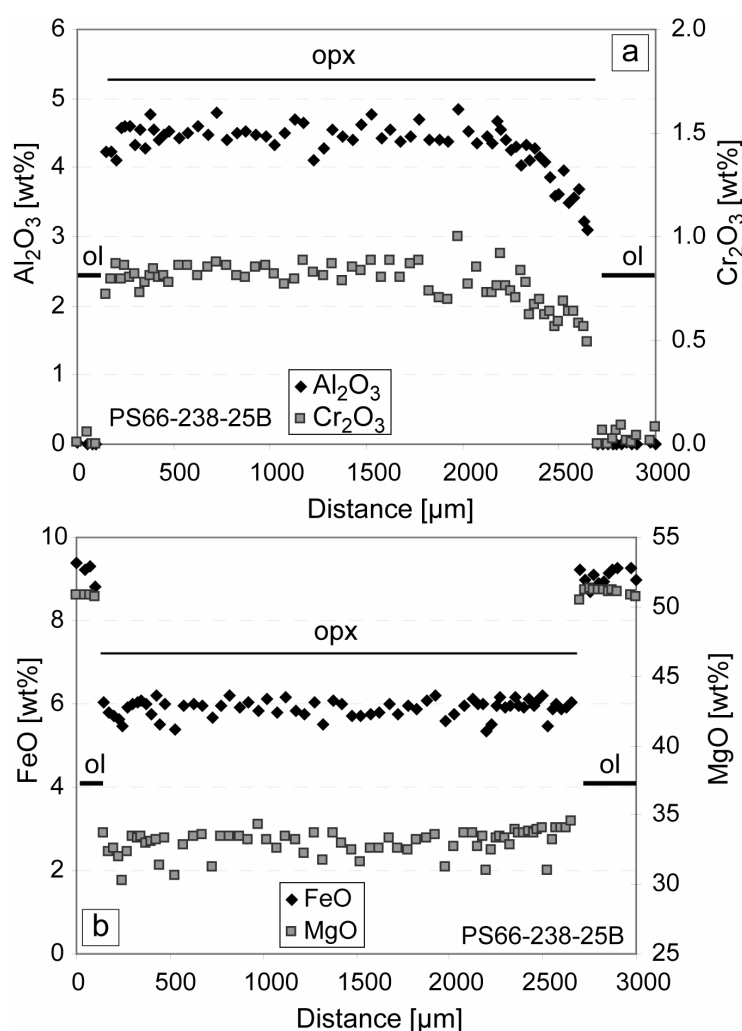 a
opx
6
5
4
3
2
1
0
Al₂O₃ [wt%]
2.0
1.5
1.0
0.5
0.0
Cr₂O₃ [wt%]
ol
ol
Al₂O₃
Cr₂O₃
PS66-238-25B
0 500 1000 1500 2000 2500 3000
Distance [µm]
10
8
6
4
2
0
FeO [wt%]
55
50
45
40
35
30
25
MgO [wt%]
opx
ol
ol
FeO
MgO
b
PS66-238-25B
0 500 1000 1500 2000 2500 3000
Distance [µm]